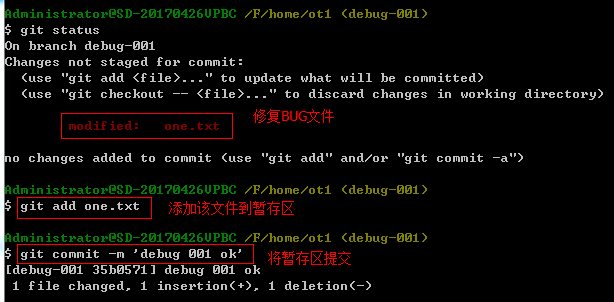 Administrator@SD-20170426VPBC /F/home/ot1 (debug-001)
$ git status
On branch debug-001
Changes not staged for commit:
  (use "git add <file>..." to update what will be committed)
  (use "git checkout -- <file>..." to discard changes in working directory)
修复BUG文件
modified:   one.txt
no changes added to commit (use "git add" and/or "git commit -a")
Administrator@SD-20170426VPBC /F/home/ot1 (debug-001)
$ git add one.txt 添加该文件到暂存区
Administrator@SD-20170426VPBC /F/home/ot1 (debug-001)
$ git commit -m 'debug 001 ok' 将暂存区提交
[debug-001 35b0571] debug 001 ok
 1 file changed, 1 insertion(+), 1 deletion(-)